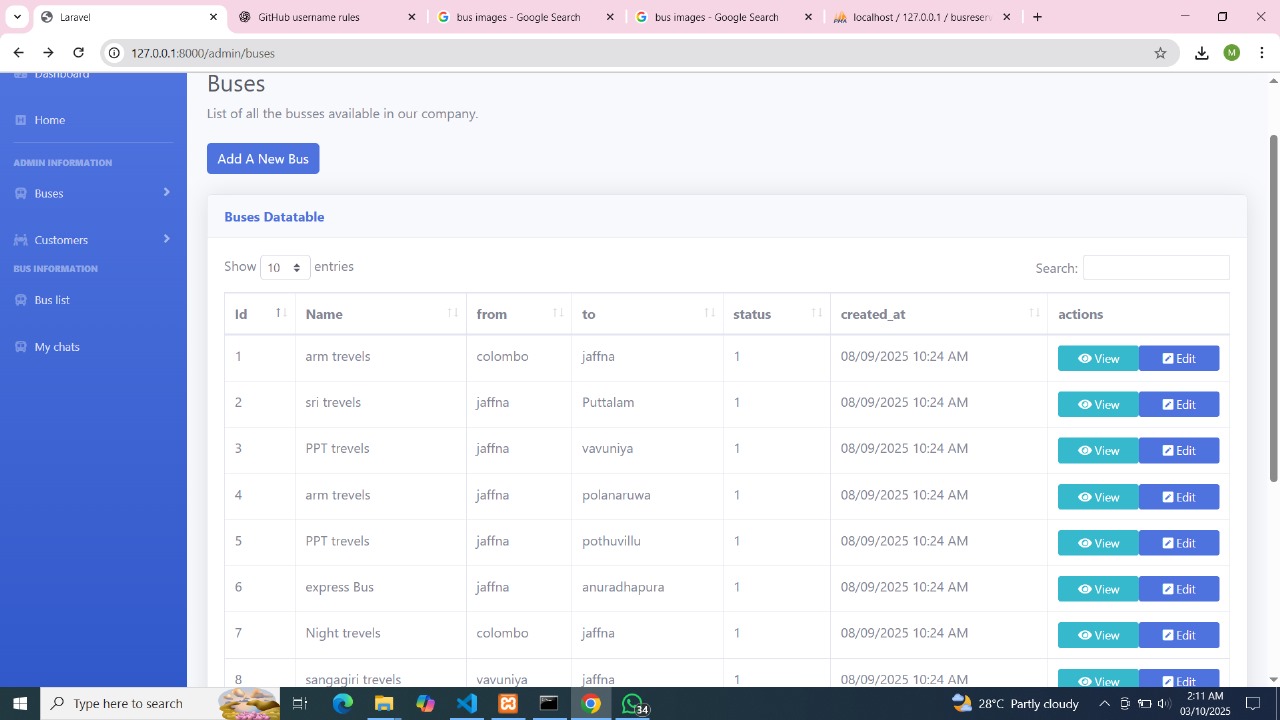 Laravel
GitHub username rules
bus images - Google Search
bus images - Google Search
localhost / 127.0.0.1 / busreserv
127.0.0.1:8000/admin/buses
M
Dashboard
Home
ADMIN INFORMATION
Buses
Customers
BUS INFORMATION
Bus list
My chats
Buses
List of all the busses available in our company.
Add A New Bus
Buses Datatable
Show 10 entries
Search:
Id Name from to status created_at actions
1 arm trevels colombo jaffna 1 08/09/2025 10:24 AM View Edit
2 sri trevels jaffna Puttalam 1 08/09/2025 10:24 AM View Edit
3 PPT trevels jaffna vavuniya 1 08/09/2025 10:24 AM View Edit
4 arm trevels jaffna polanaruwa 1 08/09/2025 10:24 AM View Edit
5 PPT trevels jaffna pothuvillu 1 08/09/2025 10:24 AM View Edit
6 express Bus jaffna anuradhapura 1 08/09/2025 10:24 AM View Edit
7 Night trevels colombo jaffna 1 08/09/2025 10:24 AM View Edit
8 sangagiri trevels vavuniya jaffna 1 08/09/2025 10:24 AM View Edit
Type here to search
34
28°C Partly cloudy
2:11 AM
03/10/2025